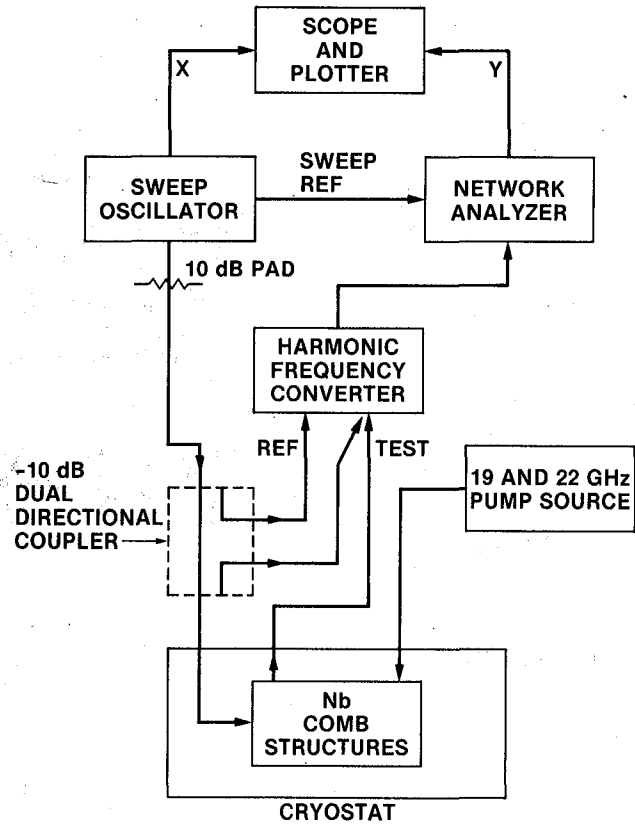 SCOPE
AND
PLOTTER
X
Y
SWEEP
REF
SWEEP
OSCILLATOR
NETWORK
ANALYZER
10 dB PAD
HARMONIC
FREQUENCY
CONVERTER
REF
TEST
-10 dB
DUAL
DIRECTIONAL
COUPLER
19 AND 22 GHz
PUMP SOURCE
Nb
COMB
STRUCTURES
CRYOSTAT